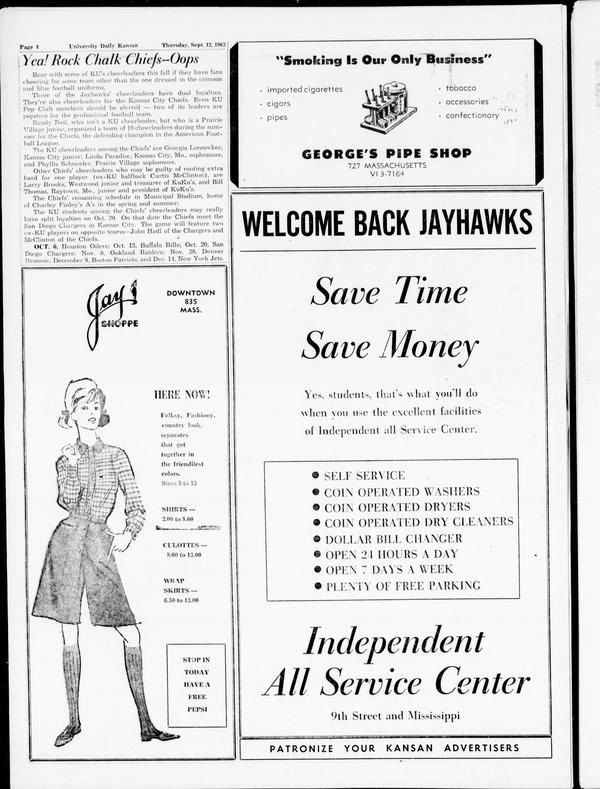 Page 4 University Daily Kansan Thursday, Sept. 12, 1963
Yea! Rock Chalk Chiefs--Oops
Bear with some of KU's cheerleaders this fall if they have fans
cheering for some team other than the one dressed in the crimson
and blue football uniforms.
Three of the Jayhawks' cheerleaders have dual loyalties.
They're also cheerleaders for the Kansas City Chiefs. Even KU
Pep Club members should be alerted — two of its leaders are
pepsters for the professional football team.
Randy Neil, who isn't a KU cheerleader, but who is a Prairie
Village junior, organized a team of 19 cheerleaders during the sum-
mer for the Chiefs, the defending champion in the American Foot-
ball League.
The KU cheerleaders among the Chiefs' are Georgia Lonnecker,
Kansas City junior; Linda Paradise, Kansas City, Mo., sophomore,
and Phyllis Schneider, Prairie Village sophomore.
Other Chiefs' cheerleaders who may be guilty of rooting extra
hard for one player (ex-KU halfback Curtis McClinton), are
Larry Brooks, Westwood junior and treasurer of KuKu's, and Bill
Thomas, Raytown, Mo., junior and president of KuKu's.
The Chiefs' remaining schedule in Municipal Stadium, home
of Charley Finley's A's in the spring and summer:
The KU students among the Chiefs' cheerleaders may really
have split loyalties on Oct. 20. On that date the Chiefs meet the
San Diego Chargers in Kansas City. The game will feature two
ex-KU players on opposite teams—John Hadl of the Chargers and
McClinton of the Chiefs.
OCT. 6, Houston Oilers; Oct. 13, Buffalo Bills; Oct. 20, San
Diego Chargers; Nov. 8, Oakland Raiders; Nov. 28, Denver
Broncos; December 8, Boston Patriots, and Dec. 14, New York Jets.
Jay
SHOPPE
DOWNTOWN
835
MASS.
HERE NOW!
Folksy, Fashiony,
country look,
separates
that get
together in
the friendliest
colors.
Sizes 5 to 15
SHIRTS —
3.00 to 8.00
CULOTTES —
8.00 to 13.00
WRAP
SKIRTS —
6.50 to 13.00
STOP IN
TODAY
HAVE A
FREE
PEPSI
"Smoking Is Our Only Business"
• imported cigarettes
• cigars
• pipes
• tobacco
• accessories
• confectionary
GEORGE'S PIPE SHOP
727 MASSACHUSETTS
VI 3-7164
WELCOME BACK JAYHAWKS
Save Time
Save Money
Yes, students, that's what you'll do
when you use the excellent facilities
of Independent all Service Center.
• SELF SERVICE
• COIN OPERATED WASHERS
• COIN OPERATED DRYERS
• COIN OPERATED DRY CLEANERS
• DOLLAR BILL CHANGER
• OPEN 24 HOURS A DAY
• OPEN 7 DAYS A WEEK
• PLENTY OF FREE PARKING
Independent
All Service Center
9th Street and Mississippi
PATRONIZE YOUR KANSAN ADVERTISERS